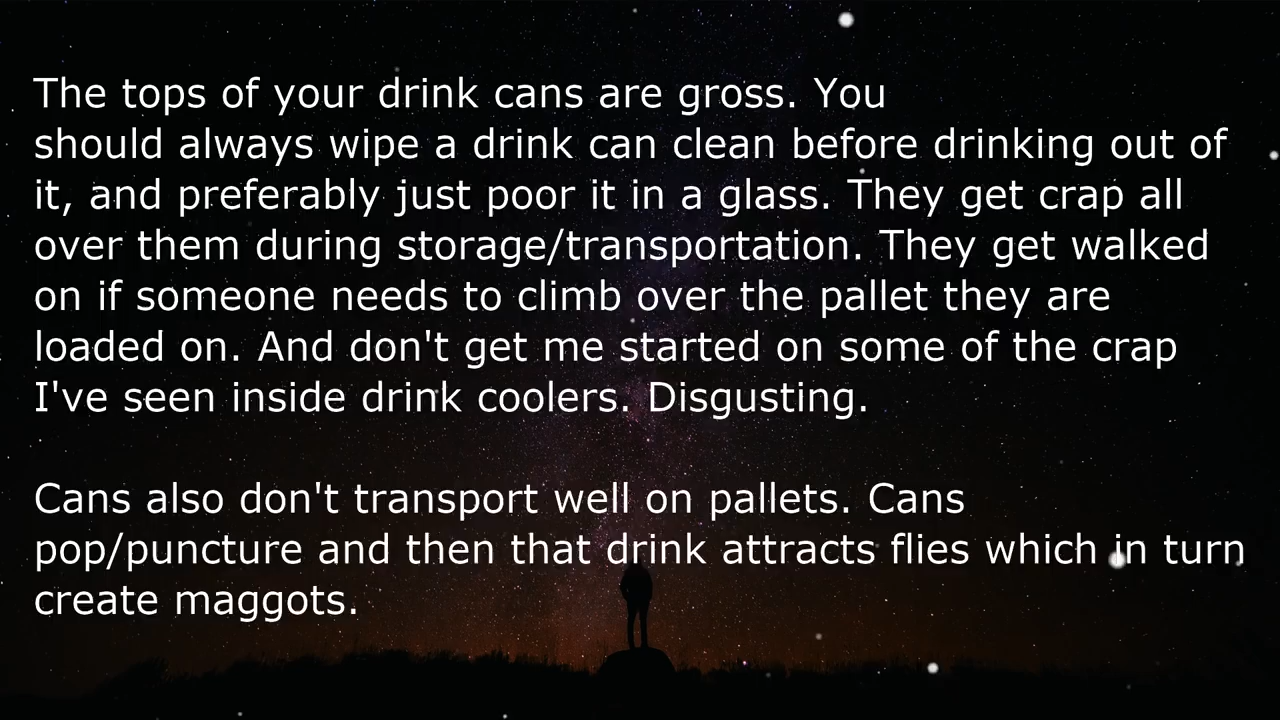 The tops of your drink cans are gross. You
should always wipe a drink can clean before drinking out of
it, and preferably just poor it in a glass. They get crap all
over them during storage/transportation. They get walked
on if someone needs to climb over the pallet they are
loaded on. And don't get me started on some of the crap
I've seen inside drink coolers. Disgusting.
Cans also don't transport well on pallets. Cans
pop/puncture and then that drink attracts flies which in turn
create maggots.